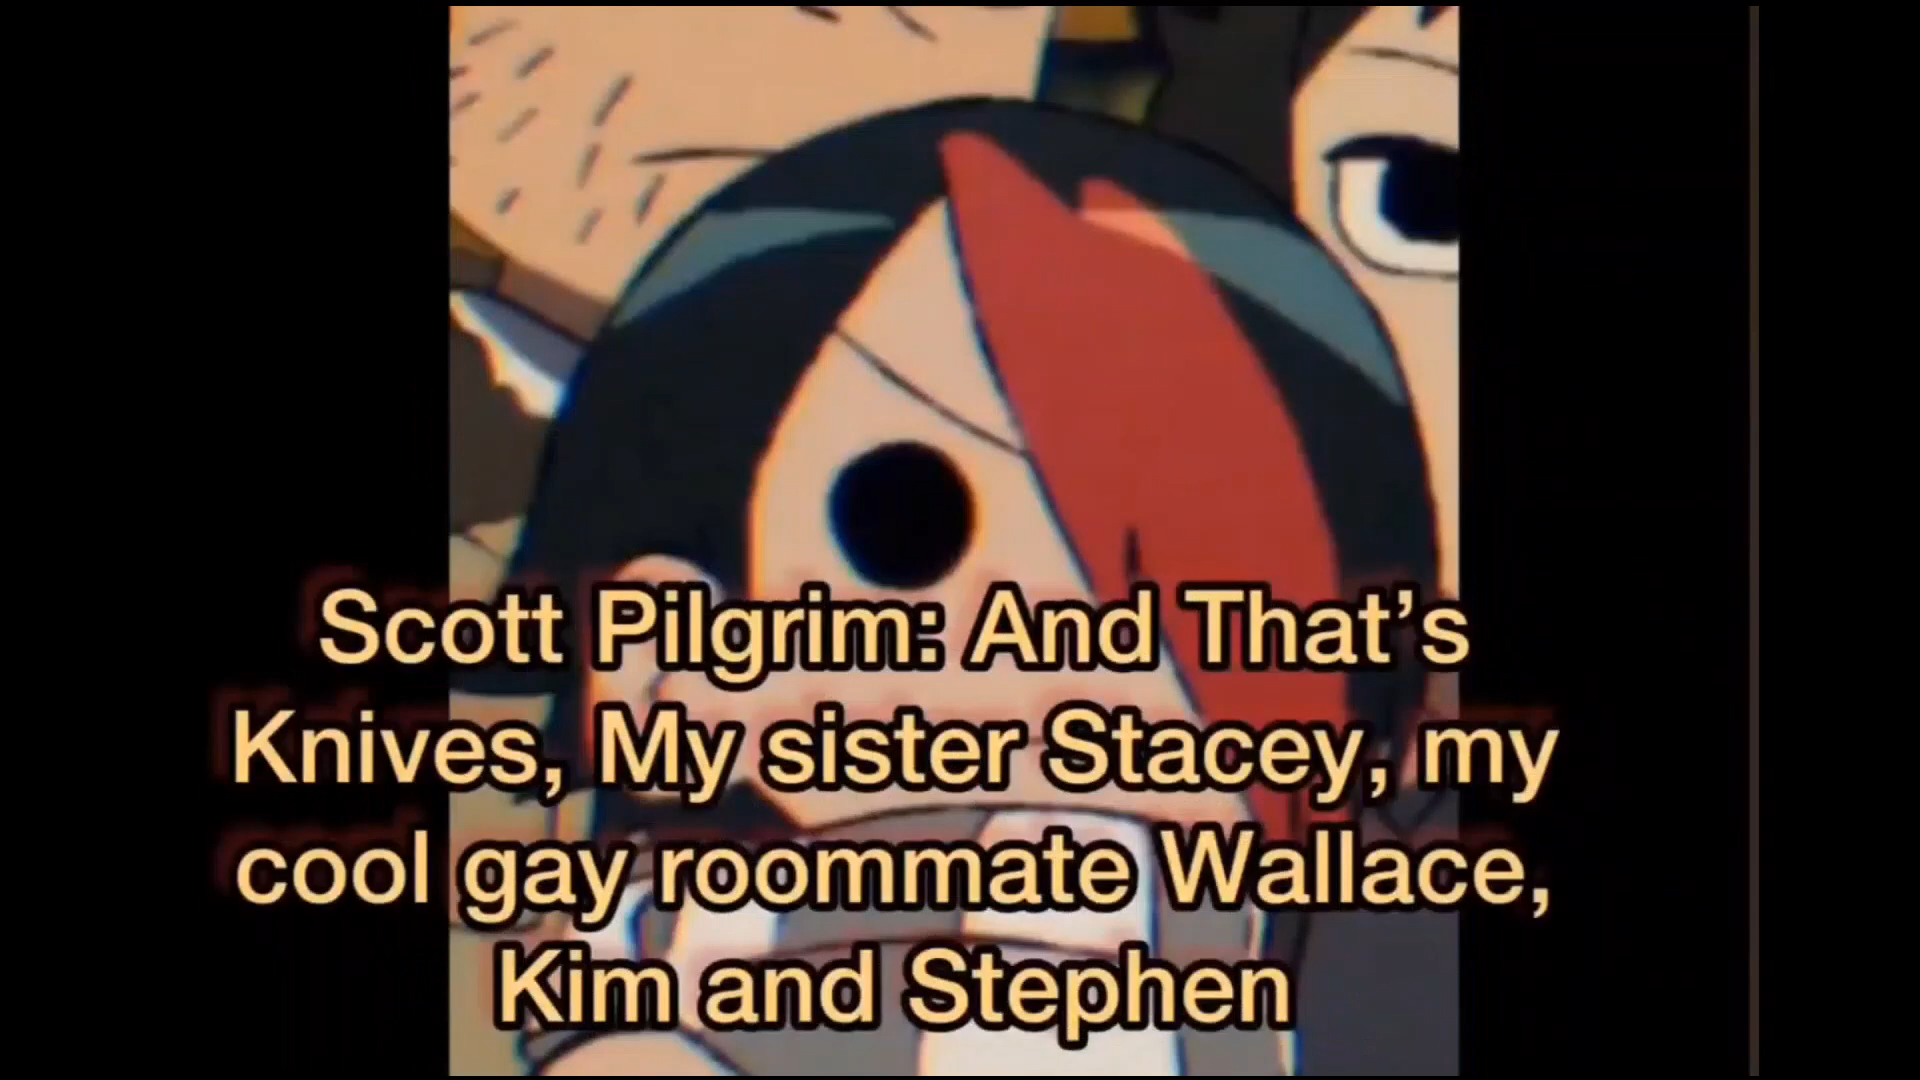 Scott Pilgrim: And That’s
Knives, My sister Stacey, my
cool gay roommate Wallace,
Kim and Stephen